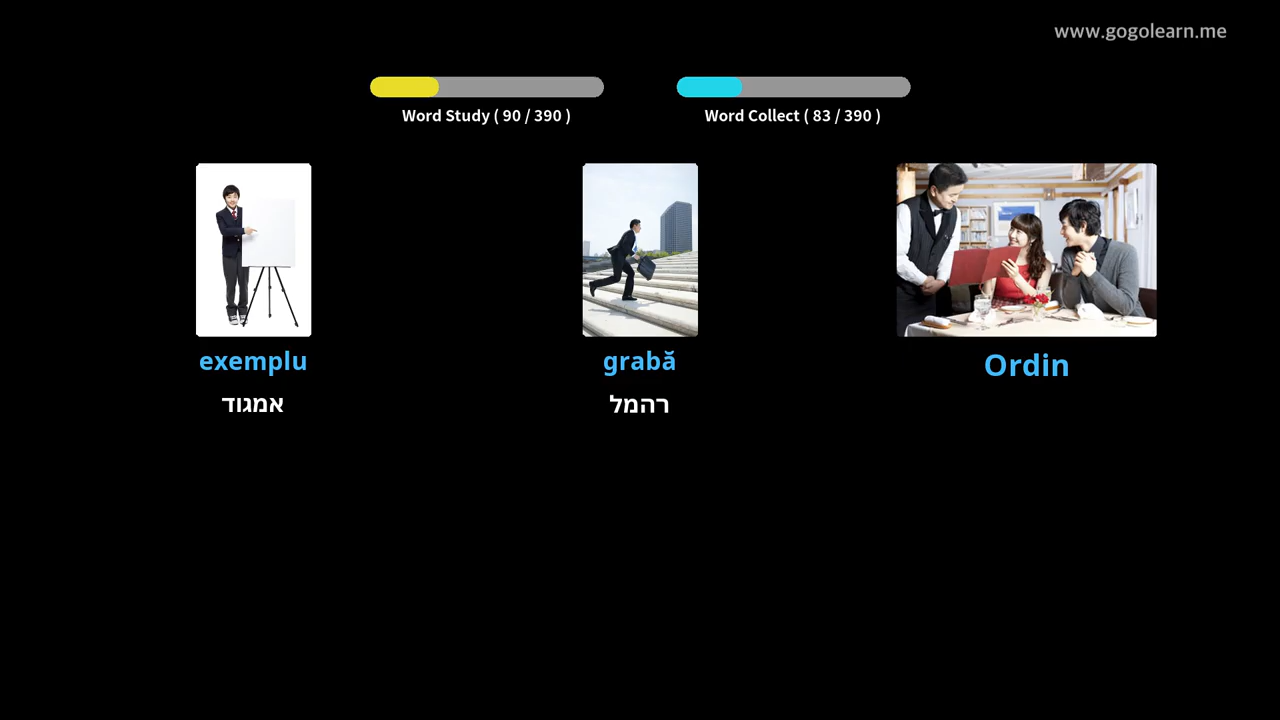 www.gogolearn.me
Word Study ( 90 / 390 )
Word Collect ( 83 / 390 )
exemplu
אמגוד
grabă
רהמל
Ordin